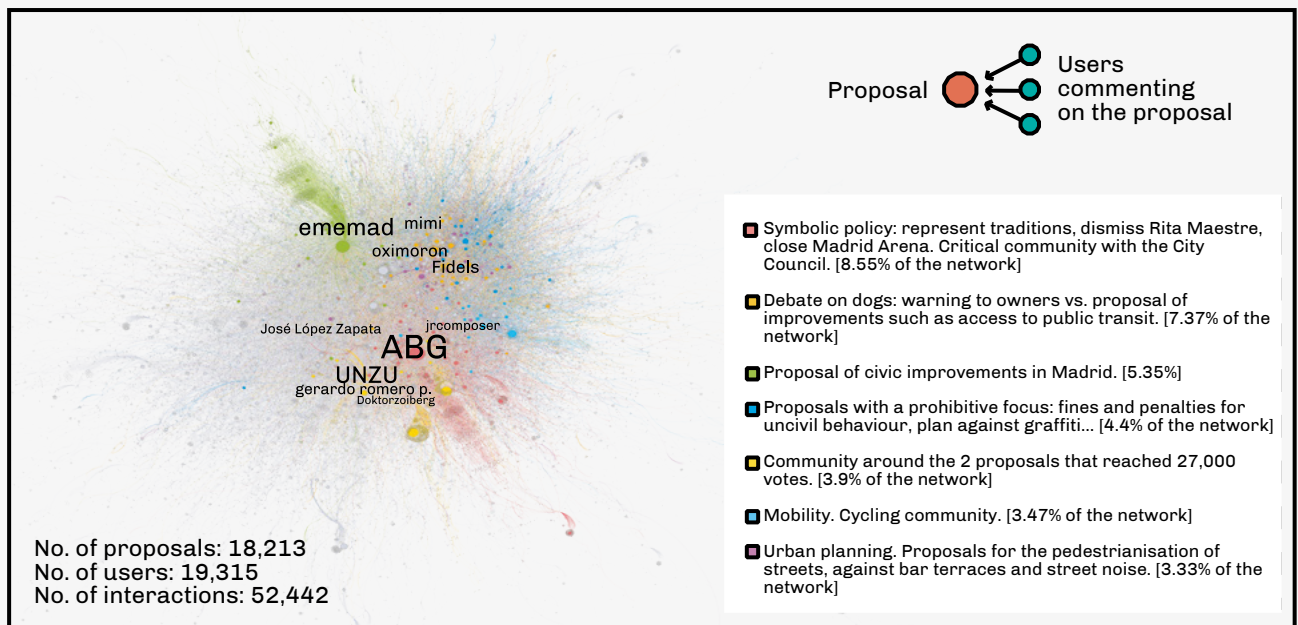 Proposal
Users
commenting
on the proposal
ememad
mimi
oximoron
Fidels
José López Zapata
jrcomposer
ABG
UNZU
gerardo romero p.
Doktorzoiberg
Symbolic policy: represent traditions, dismiss Rita Maestre,
close Madrid Arena. Critical community with the City
Council. [8.55% of the network]
Debate on dogs: warning to owners vs. proposal of
improvements such as access to public transit. [7.37% of the
network]
Proposal of civic improvements in Madrid. [5.35%]
Proposals with a prohibitive focus: fines and penalties for
uncivil behaviour, plan against graffiti... [4.4% of the network]
Community around the 2 proposals that reached 27,000
votes. [3.9% of the network]
Mobility. Cycling community. [3.47% of the network]
Urban planning. Proposals for the pedestrianisation of
streets, against bar terraces and street noise. [3.33% of the
network]
No. of proposals: 18,213
No. of users: 19,315
No. of interactions: 52,442